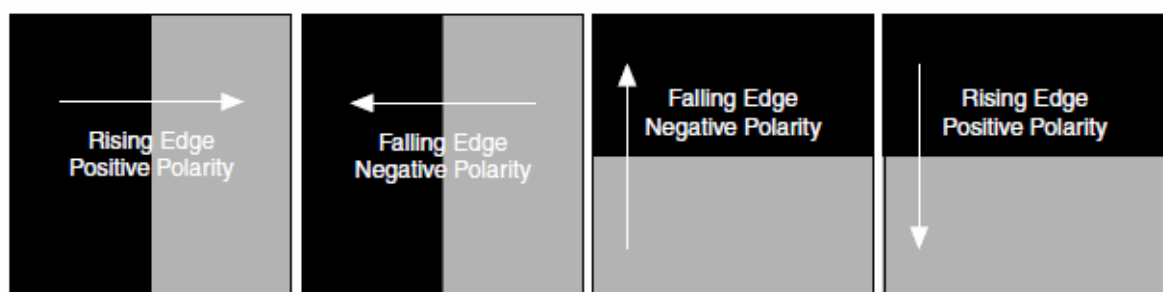 Rising Edge
Positive Polarity
Falling Edge
Negative Polarity
Falling Edge
Negative Polarity
Rising Edge
Positive Polarity